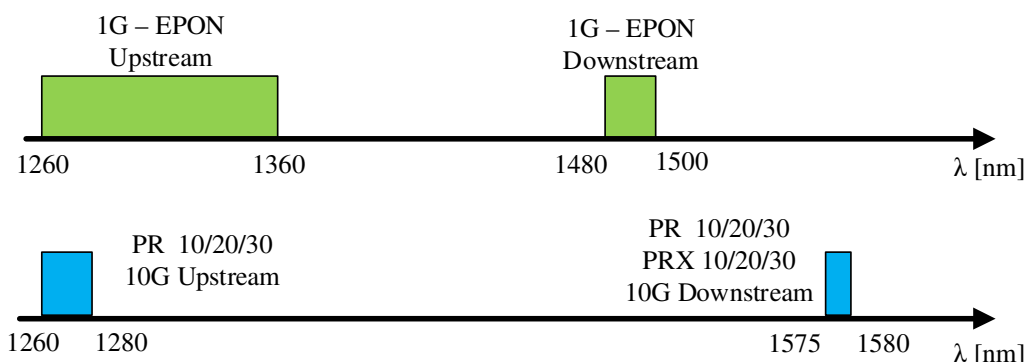 1G – EPON
Upstream
1G – EPON
Downstream
1260
1360
1480
1500
λ [nm]
PR 10/20/30
10G Upstream
PR 10/20/30
PRX 10/20/30
10G Downstream
1260
1280
1575
1580
λ [nm]